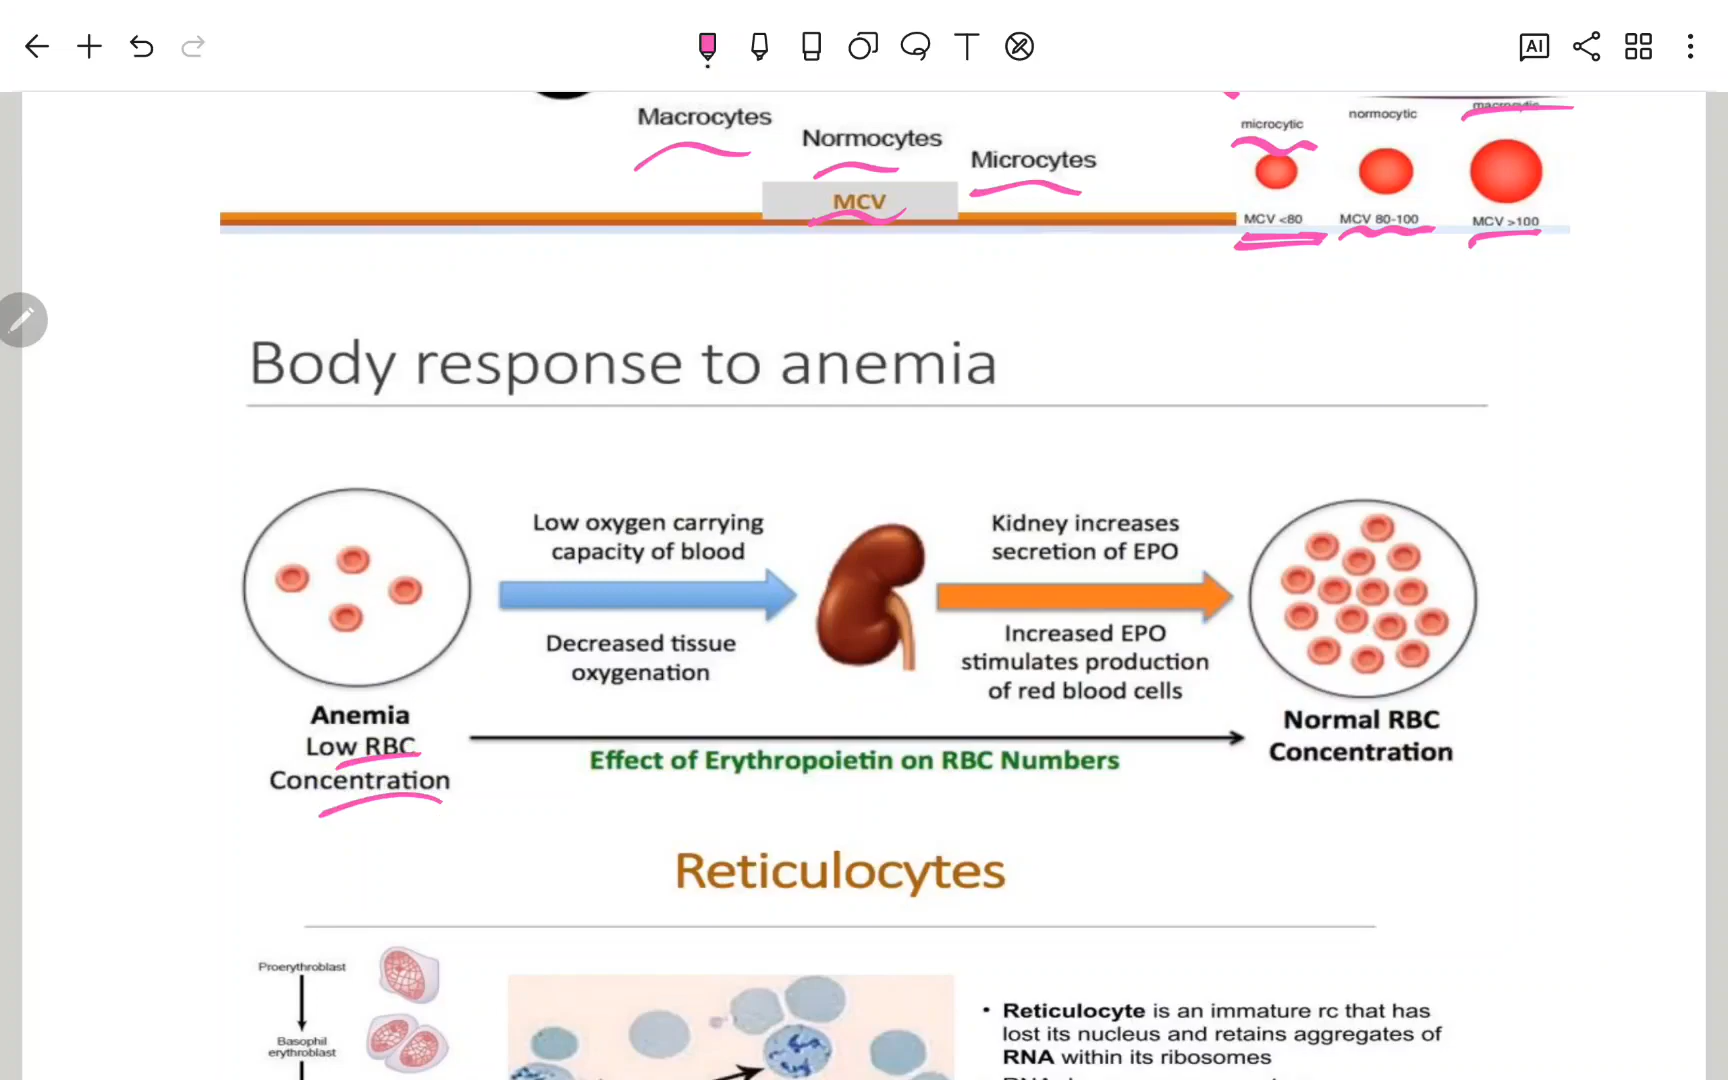 AI
Macrocytes
Normocytes
Microcytes
MCV
microcytic
normocytic
macrocytic
MCV <80
MCV 80-100
MCV >100
Body response to anemia
Low oxygen carrying
capacity of blood
Decreased tissue
oxygenation
Kidney increases
secretion of EPO
Increased EPO
stimulates production
of red blood cells
Anemia
Low RBC
Concentration
Effect of Erythropoietin on RBC Numbers
Normal RBC
Concentration
Reticulocytes
Proerythroblast
Basophil
erythroblast
• Reticulocyte is an immature rc that has
lost its nucleus and retains aggregates of
RNA within its ribosomes